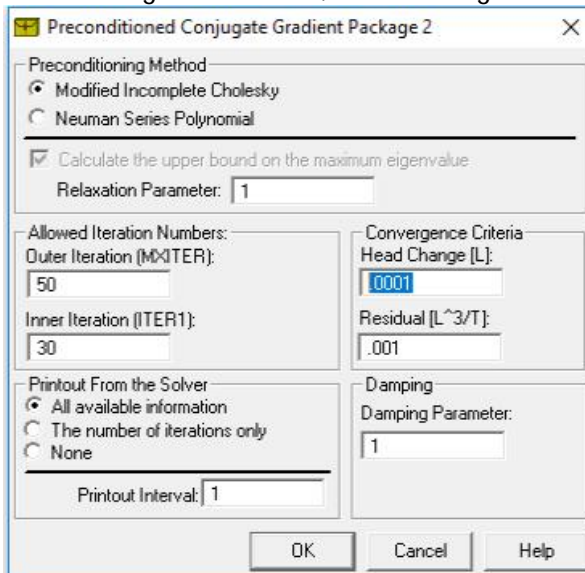 Preconditioned Conjugate Gradient Package 2
Preconditioning Method
Modified Incomplete Cholesky
Neuman Series Polynomial
Calculate the upper bound on the maximum eigenvalue
Relaxation Parameter: 1
Allowed Iteration Numbers:
Outer Iteration (MXITER):
50
Inner Iteration (ITER1):
30
Convergence Criteria
Head Change [L]:
.0001
Residual [L^3/T]:
.001
Printout From the Solver
All available information
The number of iterations only
None
Printout Interval: 1
Damping
Damping Parameter:
1
OK Cancel Help